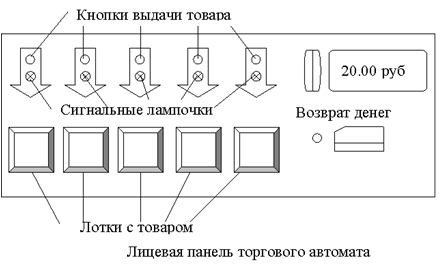 Кнопки выдачи товара
20.00 руб
Сигнальные лампочки
Возврат денег
Лотки с товаром
Лицевая панель торгового автомата